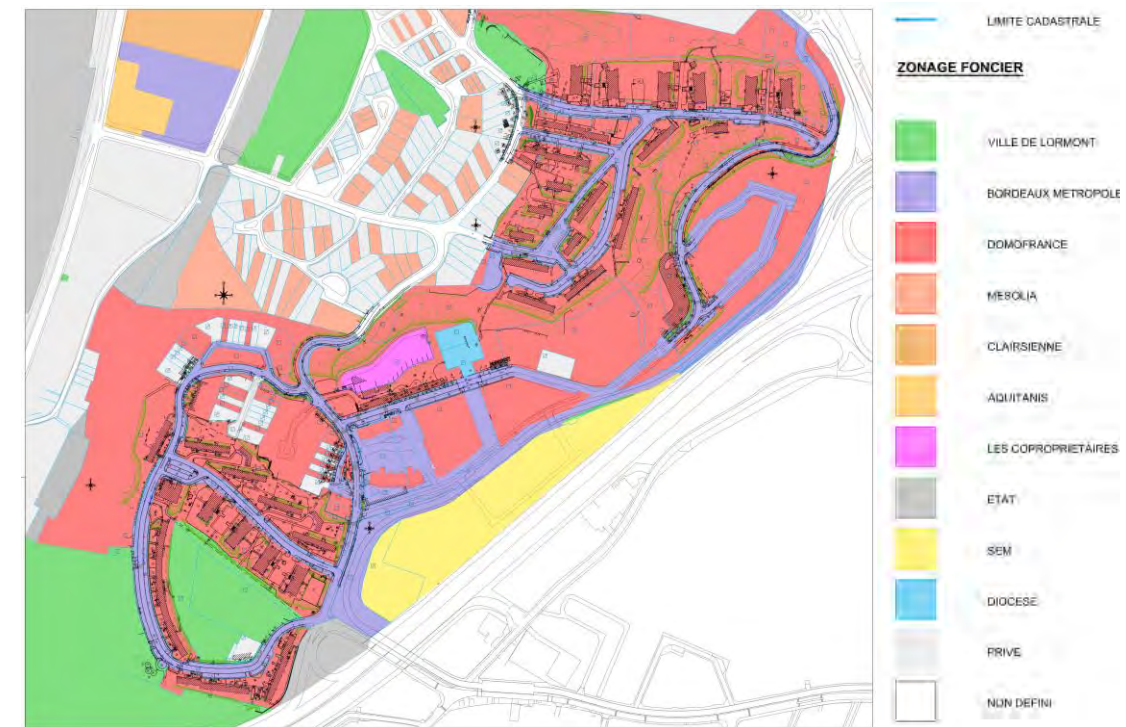 LIMITE CADASTRALE
ZONAGE FONCIER
VILLE DE LORMONT
BORDEAUX METROPOLE
DOMOFRANCE
MESOLIA
CLAIRSIENNE
AQUITANIS
LES COPROPRIETAIRES
ETAT
SEM
DIOCESE
PRIVE
NON DEFINI